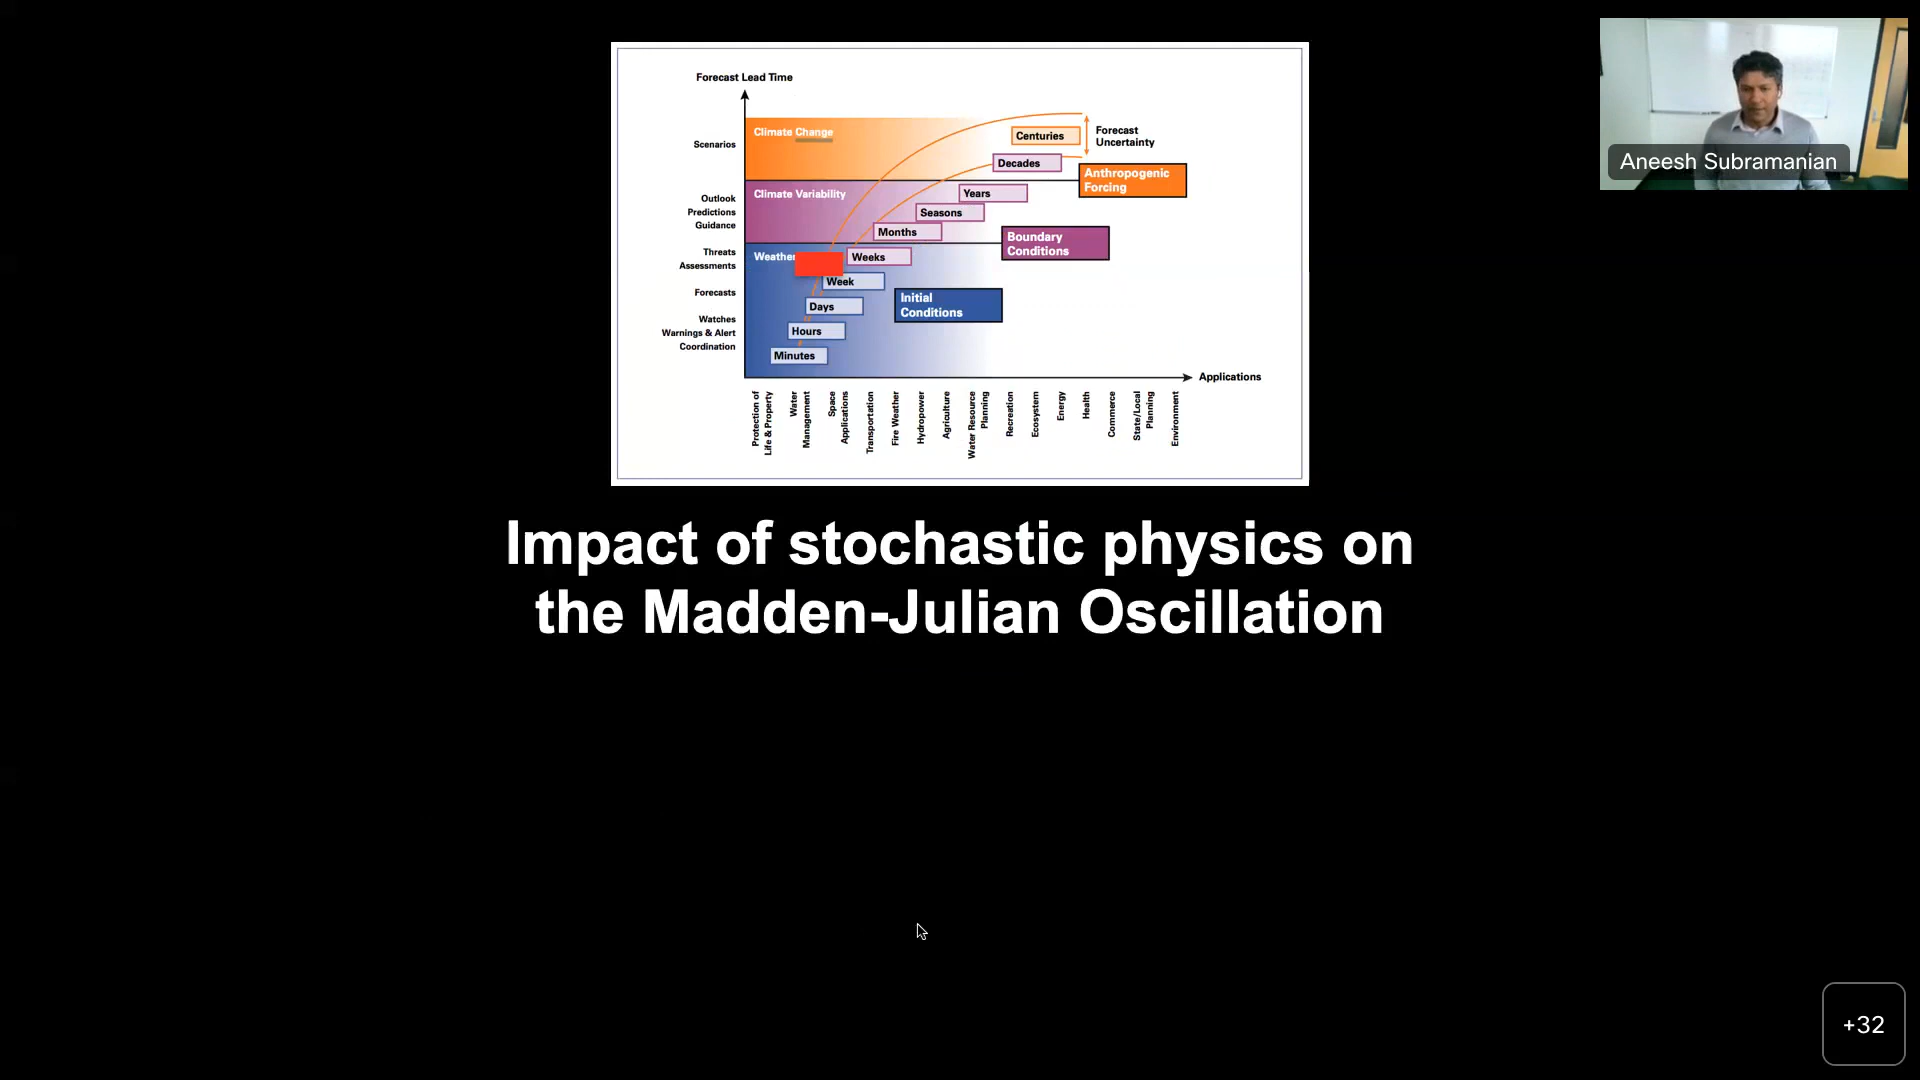 Forecast Lead Time
Climate Change
Scenarios
Centuries
Forecast
Uncertainty
Decades
Anthropogenic
Forcing
Climate Variability
Years
Outlook
Predictions
Guidance
Seasons
Months
Boundary
Conditions
Threats
Assessments
Weather
Weeks
Week
Forecasts
Days
Initial
Conditions
Watches
Warnings & Alert
Coordination
Hours
Minutes
Applications
Protection of
Life & Property
Water
Management
Space
Applications
Transportation
Fire Weather
Hydropower
Agriculture
Water Resource
Planning
Recreation
Ecosystem
Energy
Health
Commerce
State/Local
Planning
Environment
Aneesh Subramanian
Impact of stochastic physics on
the Madden-Julian Oscillation
+32